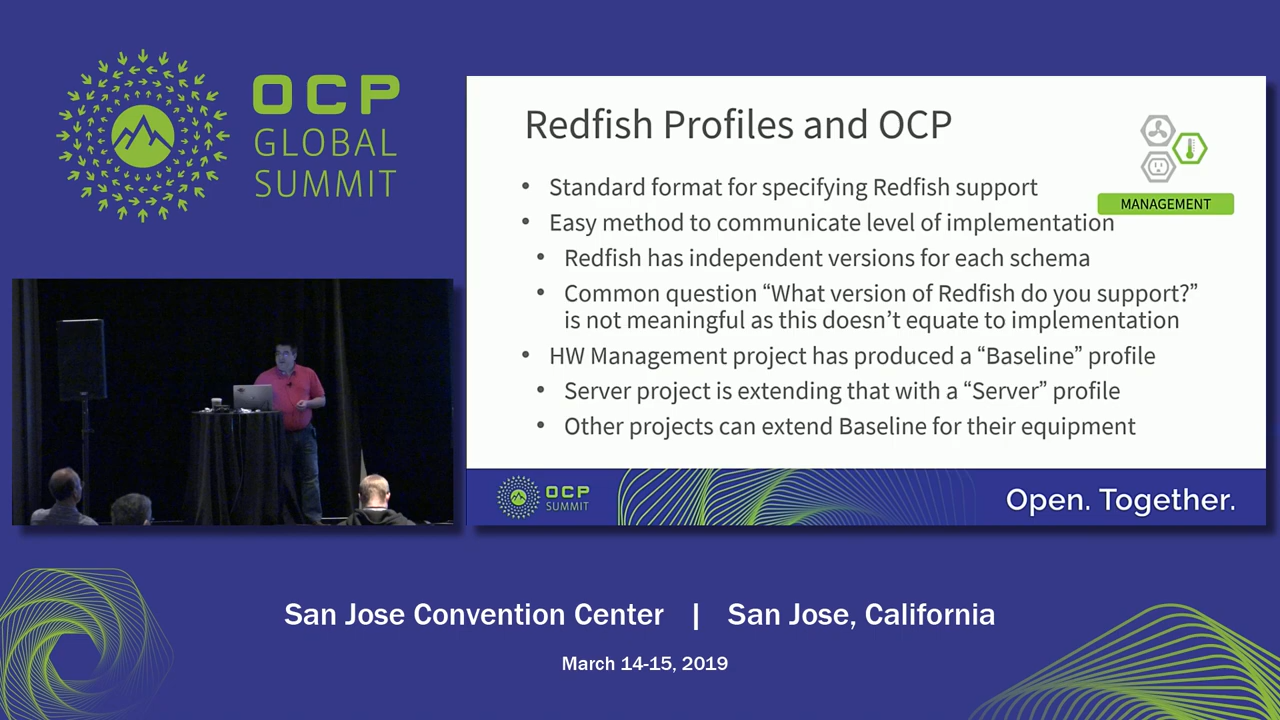 OCP
GLOBAL
SUMMIT
Redfish Profiles and OCP
MANAGEMENT
• Standard format for specifying Redfish support
• Easy method to communicate level of implementation
• Redfish has independent versions for each schema
• Common question “What version of Redfish do you support?”
is not meaningful as this doesn’t equate to implementation
• HW Management project has produced a “Baseline” profile
• Server project is extending that with a “Server” profile
• Other projects can extend Baseline for their equipment
OCP
SUMMIT
Open. Together.
San Jose Convention Center | San Jose, California
March 14-15, 2019